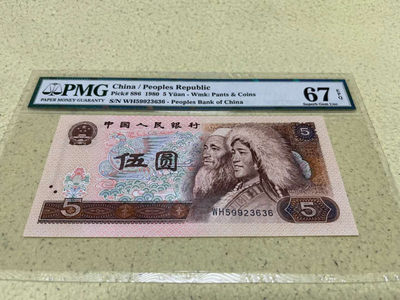 PMG
PAPER MONEY GUARANTY
China / Peoples Republic
Pick# 886 1980 5 Yüan - Wmk: Pants & Coins
S/N WH59923636 - Peoples Bank of China
67 EPQ
Superb Gem Unc
中国人民银行
5
伍圆
WH59923636
5
5